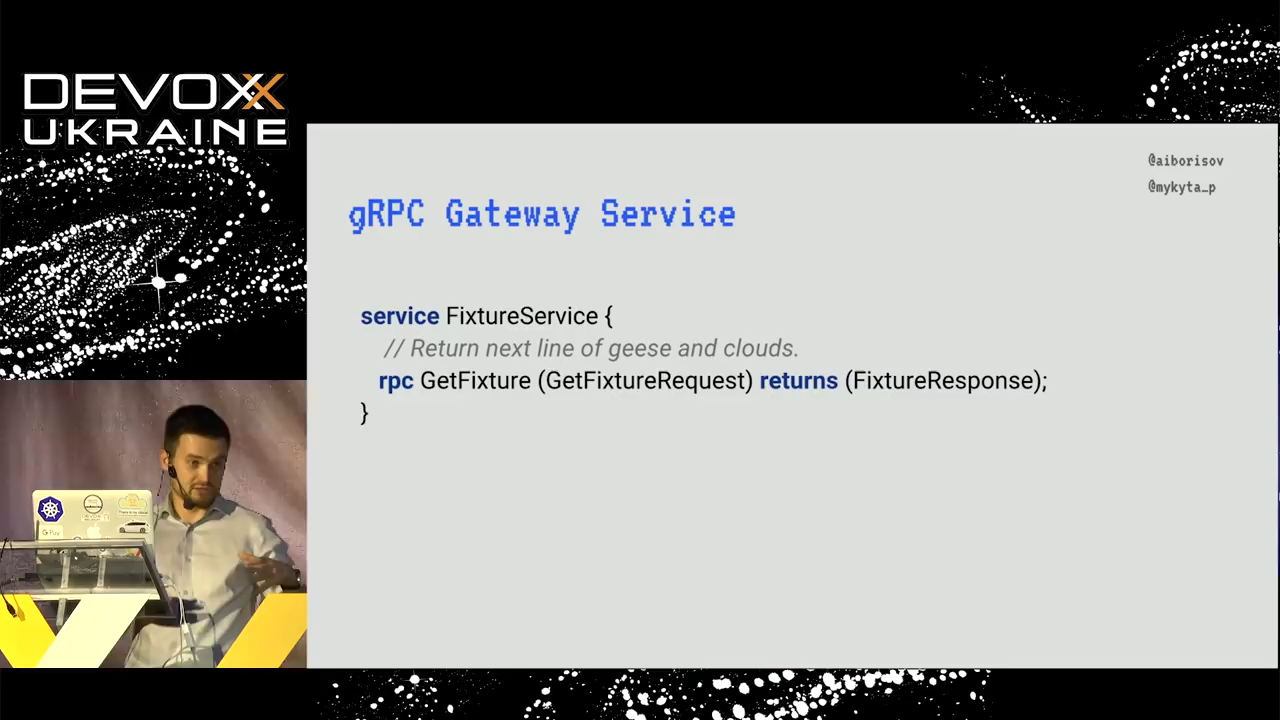 DEVOXX
UKRAINE
@aiborisov
@mykyta_p
gRPC Gateway Service
service FixtureService {
// Return next line of geese and clouds.
rpc GetFixture (GetFixtureRequest) returns (FixtureResponse);
}
G Pay